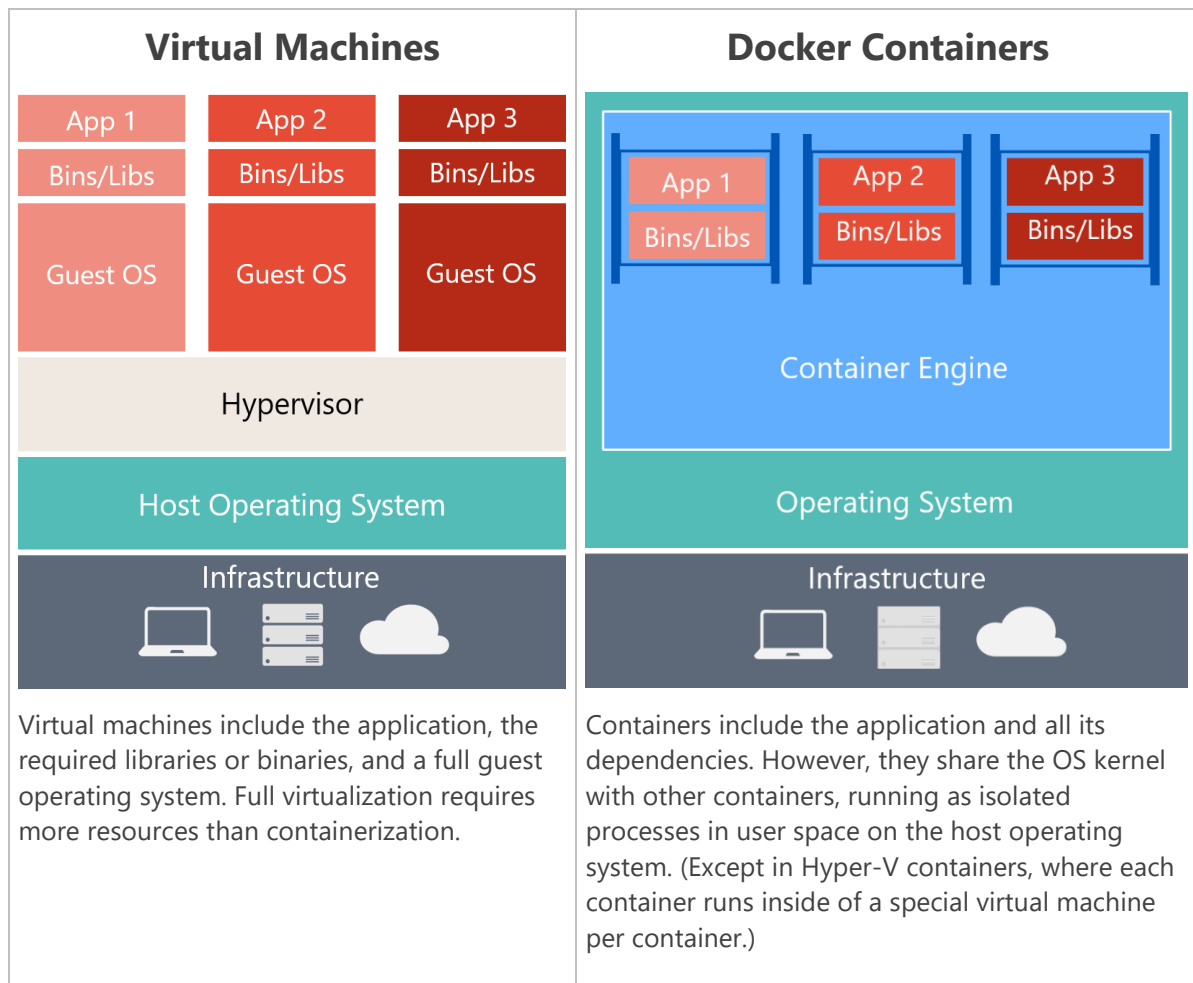 Virtual Machines
App 1
App 2
App 3
Bins/Libs
Bins/Libs
Bins/Libs
Guest OS
Guest OS
Guest OS
Hypervisor
Host Operating System
Infrastructure
Virtual machines include the application, the
required libraries or binaries, and a full guest
operating system. Full virtualization requires
more resources than containerization.
Docker Containers
App 1
Bins/Libs
App 2
Bins/Libs
App 3
Bins/Libs
Container Engine
Operating System
Infrastructure
Containers include the application and all its
dependencies. However, they share the OS kernel
with other containers, running as isolated
processes in user space on the host operating
system. (Except in Hyper-V containers, where each
container runs inside of a special virtual machine
per container.)